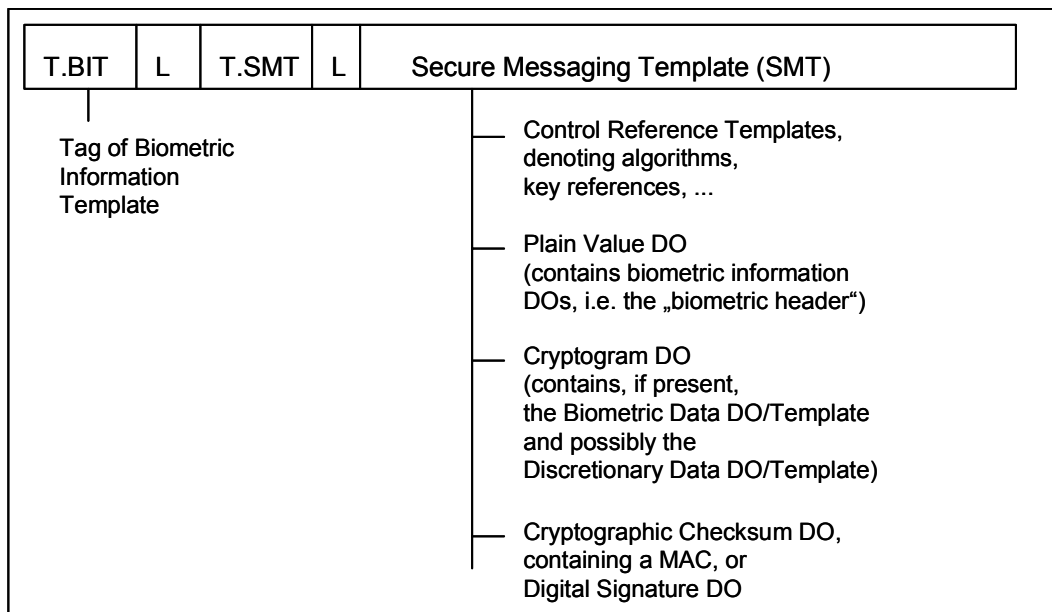 T.BIT L T.SMT L Secure Messaging Template (SMT)
Tag of Biometric
Information
Template
Control Reference Templates,
denoting algorithms,
key references, ...
Plain Value DO
(contains biometric information
DOs, i.e. the „biometric header“)
Cryptogram DO
(contains, if present,
the Biometric Data DO/Template
and possibly the
Discretionary Data DO/Template)
Cryptographic Checksum DO,
containing a MAC, or
Digital Signature DO